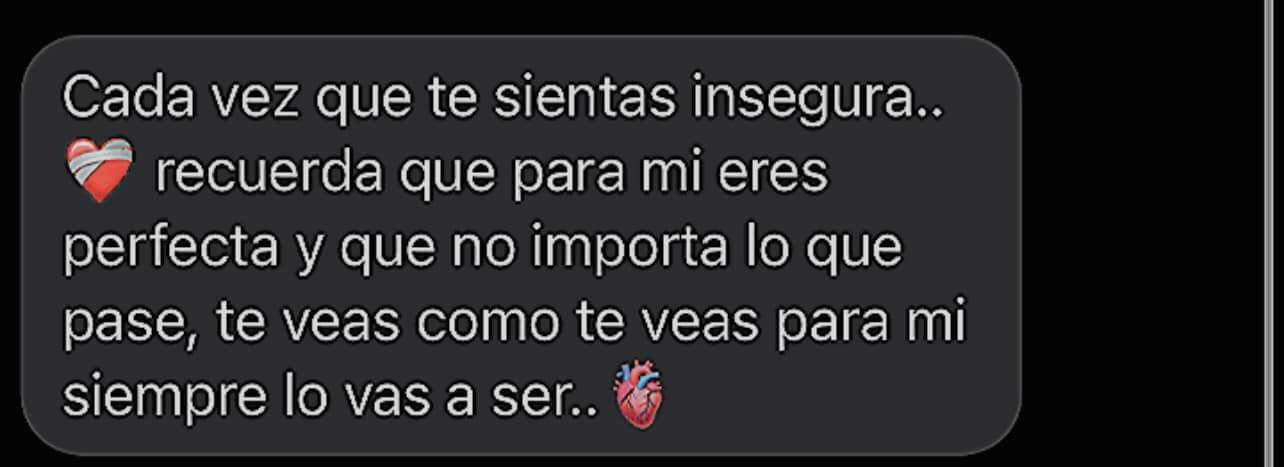 Cada vez que te sientas insegura..
❤️‍🩹 recuerda que para mi eres
perfecta y que no importa lo que
pase, te veas como te veas para mi
siempre lo vas a ser.. 🫀